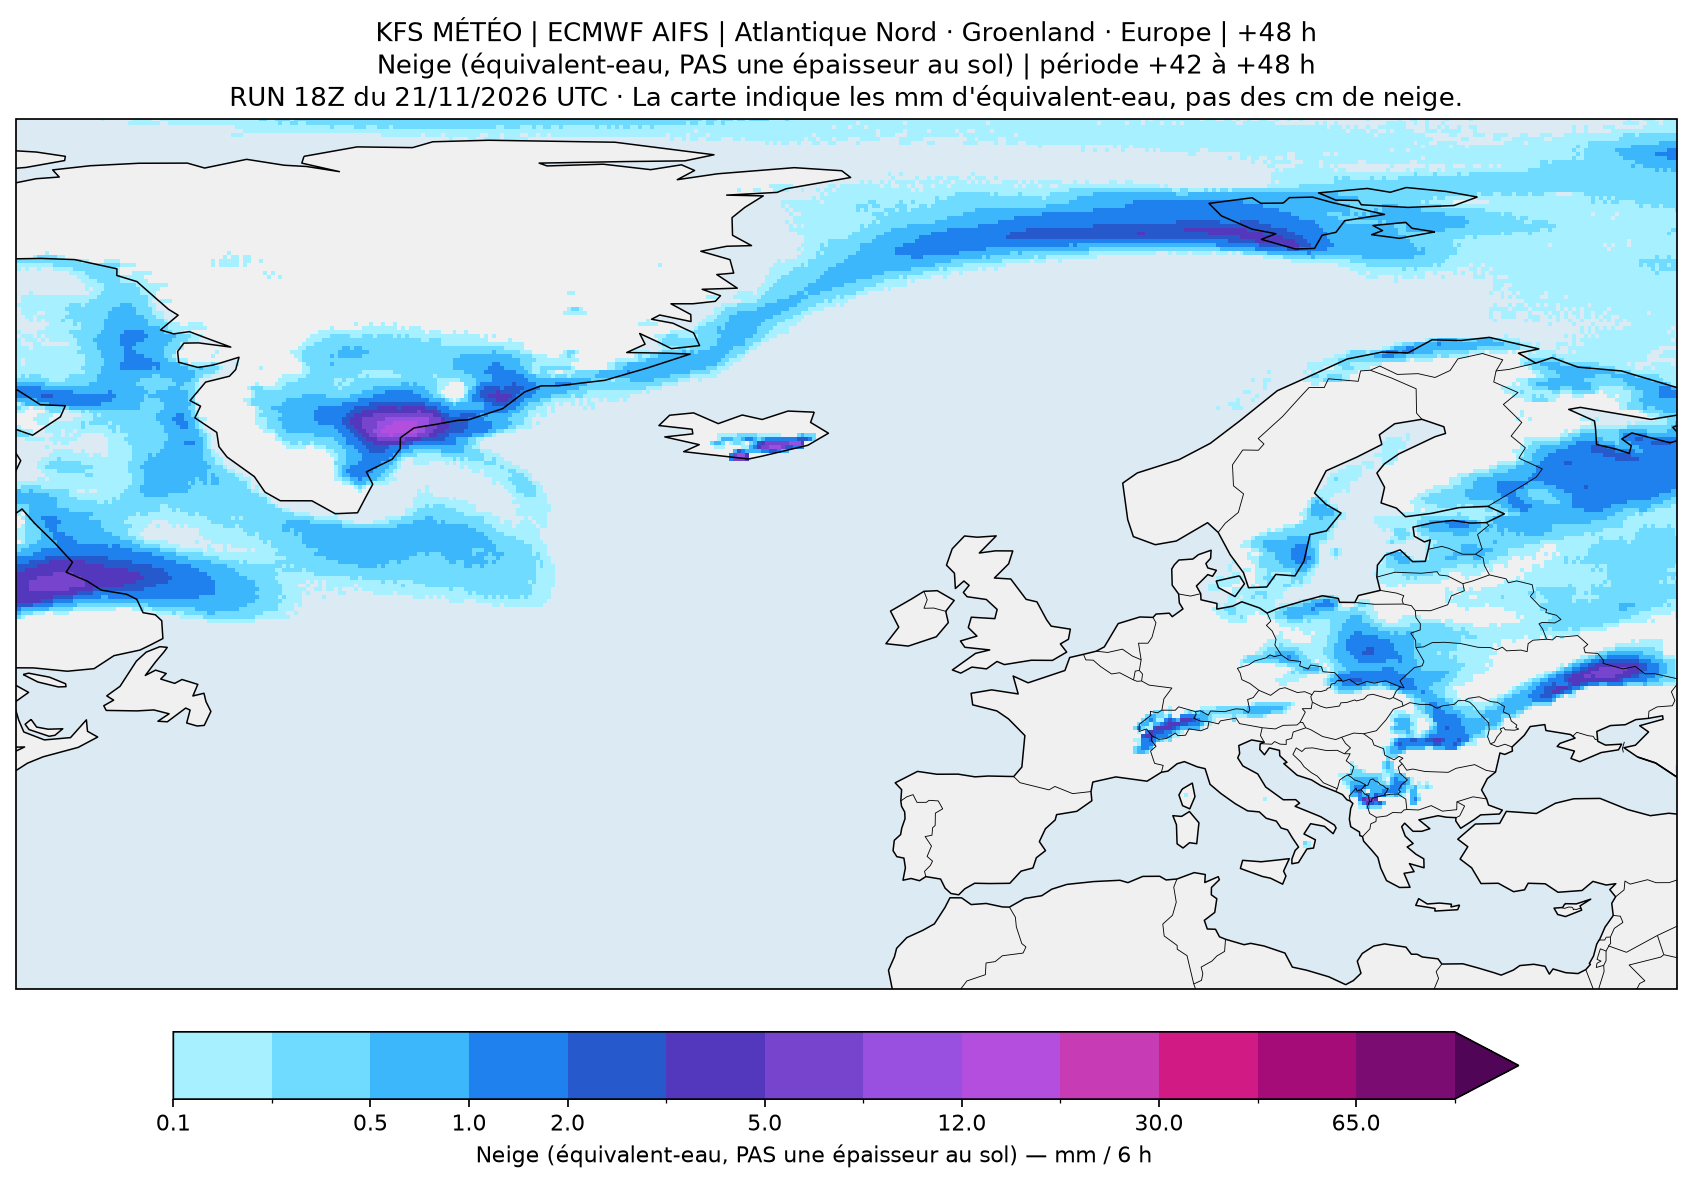 KFS MÉTÉO | ECMWF AIFS | Atlantique Nord · Groenland · Europe | +48 h
Neige (équivalent-eau, PAS une épaisseur au sol) | période +42 à +48 h
RUN 18Z du 21/11/2026 UTC · La carte indique les mm d'équivalent-eau, pas des cm de neige.
0.1 0.5 1.0 2.0 5.0 12.0 30.0 65.0
Neige (équivalent-eau, PAS une épaisseur au sol) — mm / 6 h